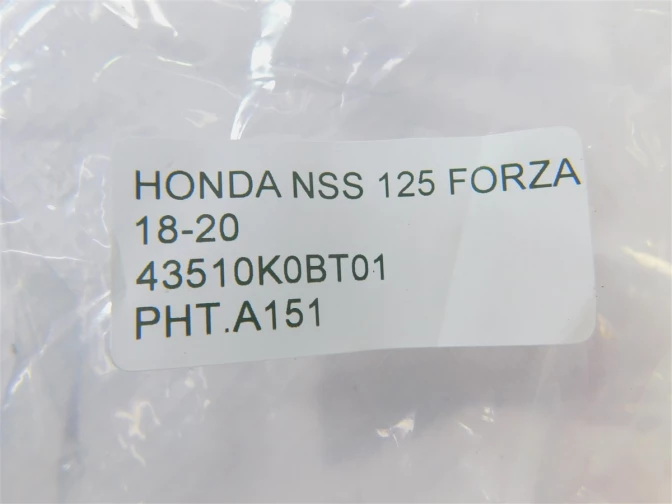 HONDA NSS 125 FORZA
18-20
43510K0BT01
PHT.A151